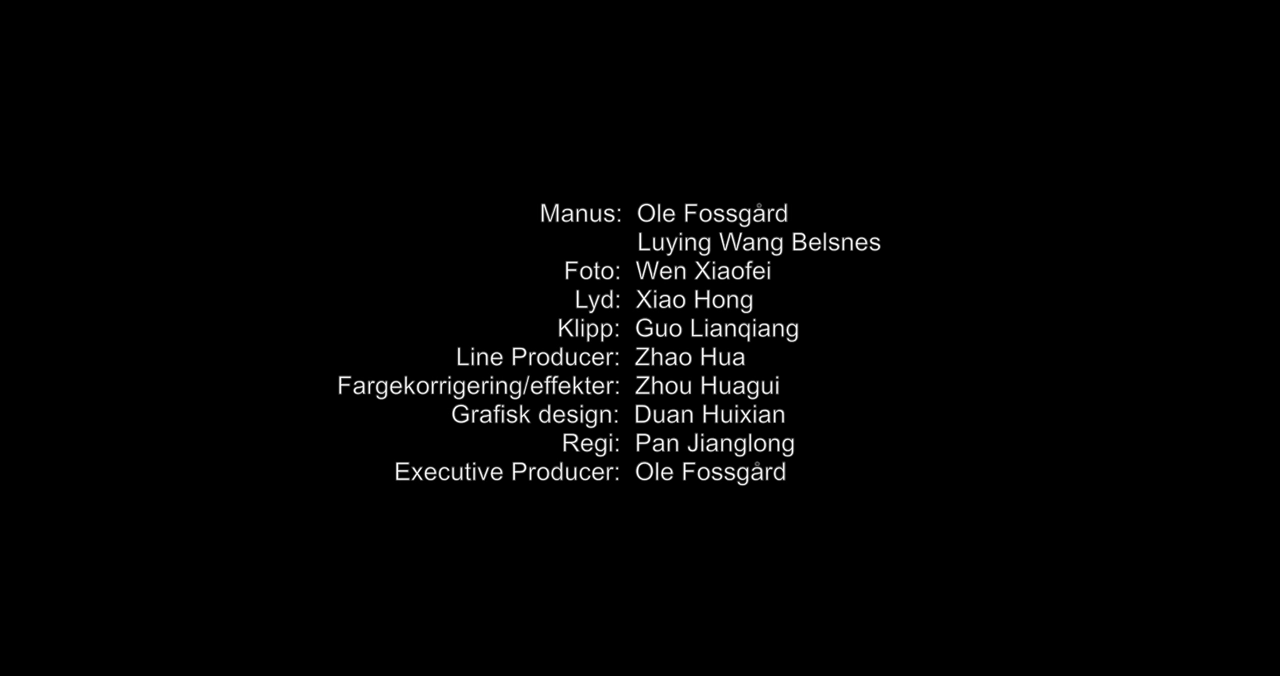 Manus: Ole Fossgård
Luying Wang Belsnes
Foto: Wen Xiaofei
Lyd: Xiao Hong
Klipp: Guo Lianqiang
Line Producer: Zhao Hua
Fargekorrigering/effekter: Zhou Huagui
Grafisk design: Duan Huixian
Regi: Pan Jianglong
Executive Producer: Ole Fossgård